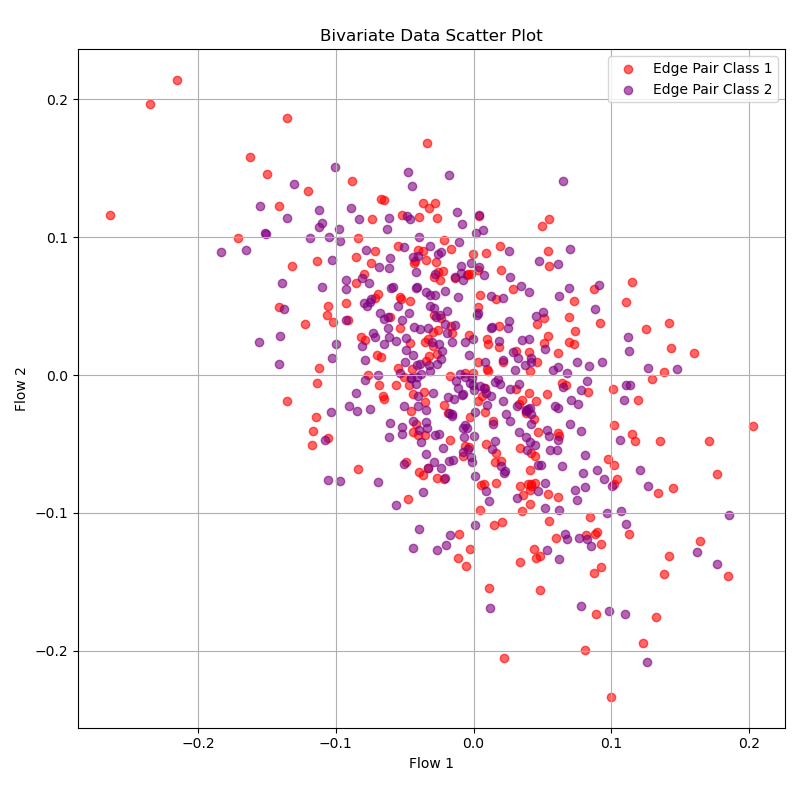 Bivariate Data Scatter Plot
Edge Pair Class 1
Edge Pair Class 2
0.2
0.1
0.0
−0.1
−0.2
Flow 2
−0.2
−0.1
0.0
0.1
0.2
Flow 1